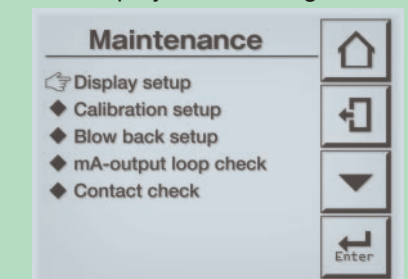 Maintenance
Display setup
Calibration setup
Blow back setup
mA-output loop check
Contact check
Enter